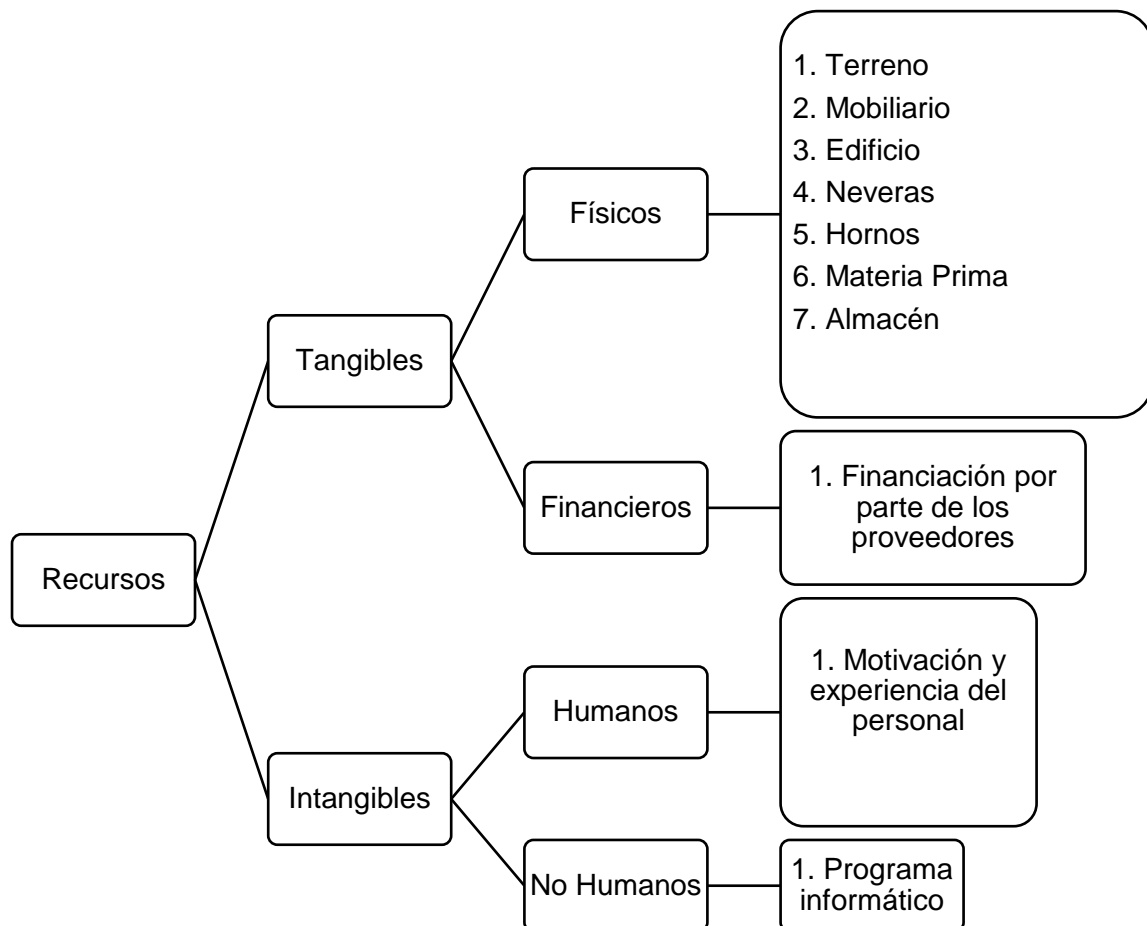 Recursos
Tangibles
Físicos
1. Terreno
2. Mobiliario
3. Edificio
4. Neveras
5. Hornos
6. Materia Prima
7. Almacén
Financieros
1. Financiación por
parte de los
proveedores
Intangibles
Humanos
1. Motivación y
experiencia del
personal
No Humanos
1. Programa
informático